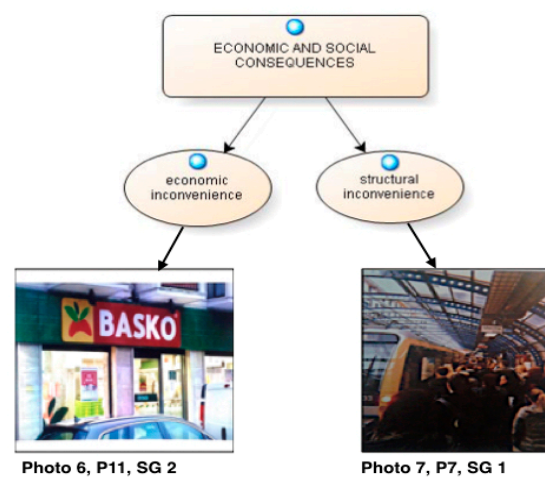 ECONOMIC AND SOCIAL
CONSEQUENCES
economic
inconvenience
structural
inconvenience
BASKO
Photo 6, P11, SG 2
Photo 7, P7, SG 1